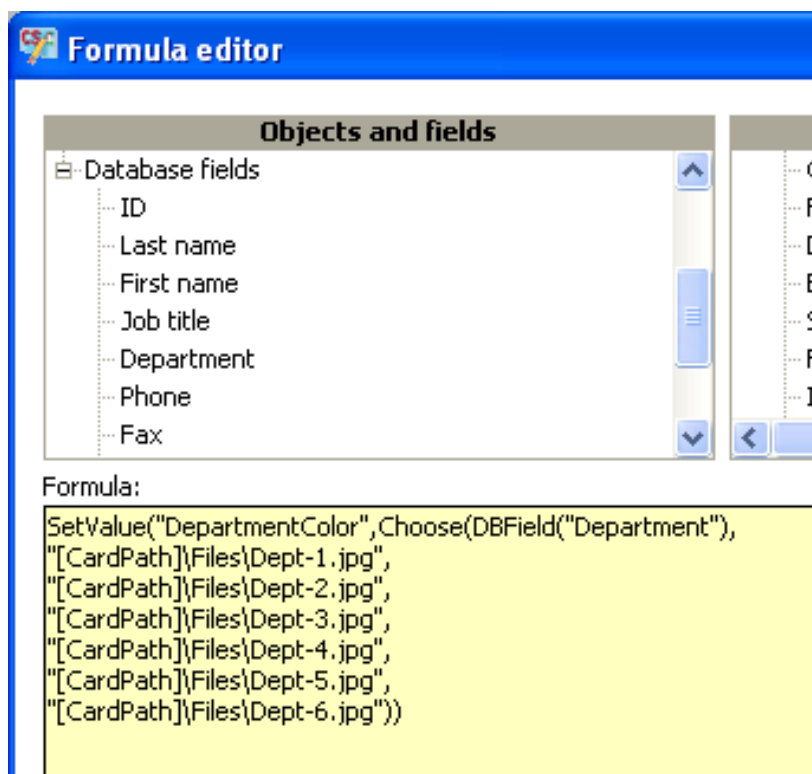 Formula editor
Objects and fields
Database fields
ID
Last name
First name
Job title
Department
Phone
Fax
Formula:
SetValue("DepartmentColor",Choose(DBField("Department"),
"[CardPath]\Files\Dept-1.jpg",
"[CardPath]\Files\Dept-2.jpg",
"[CardPath]\Files\Dept-3.jpg",
"[CardPath]\Files\Dept-4.jpg",
"[CardPath]\Files\Dept-5.jpg",
"[CardPath]\Files\Dept-6.jpg"))